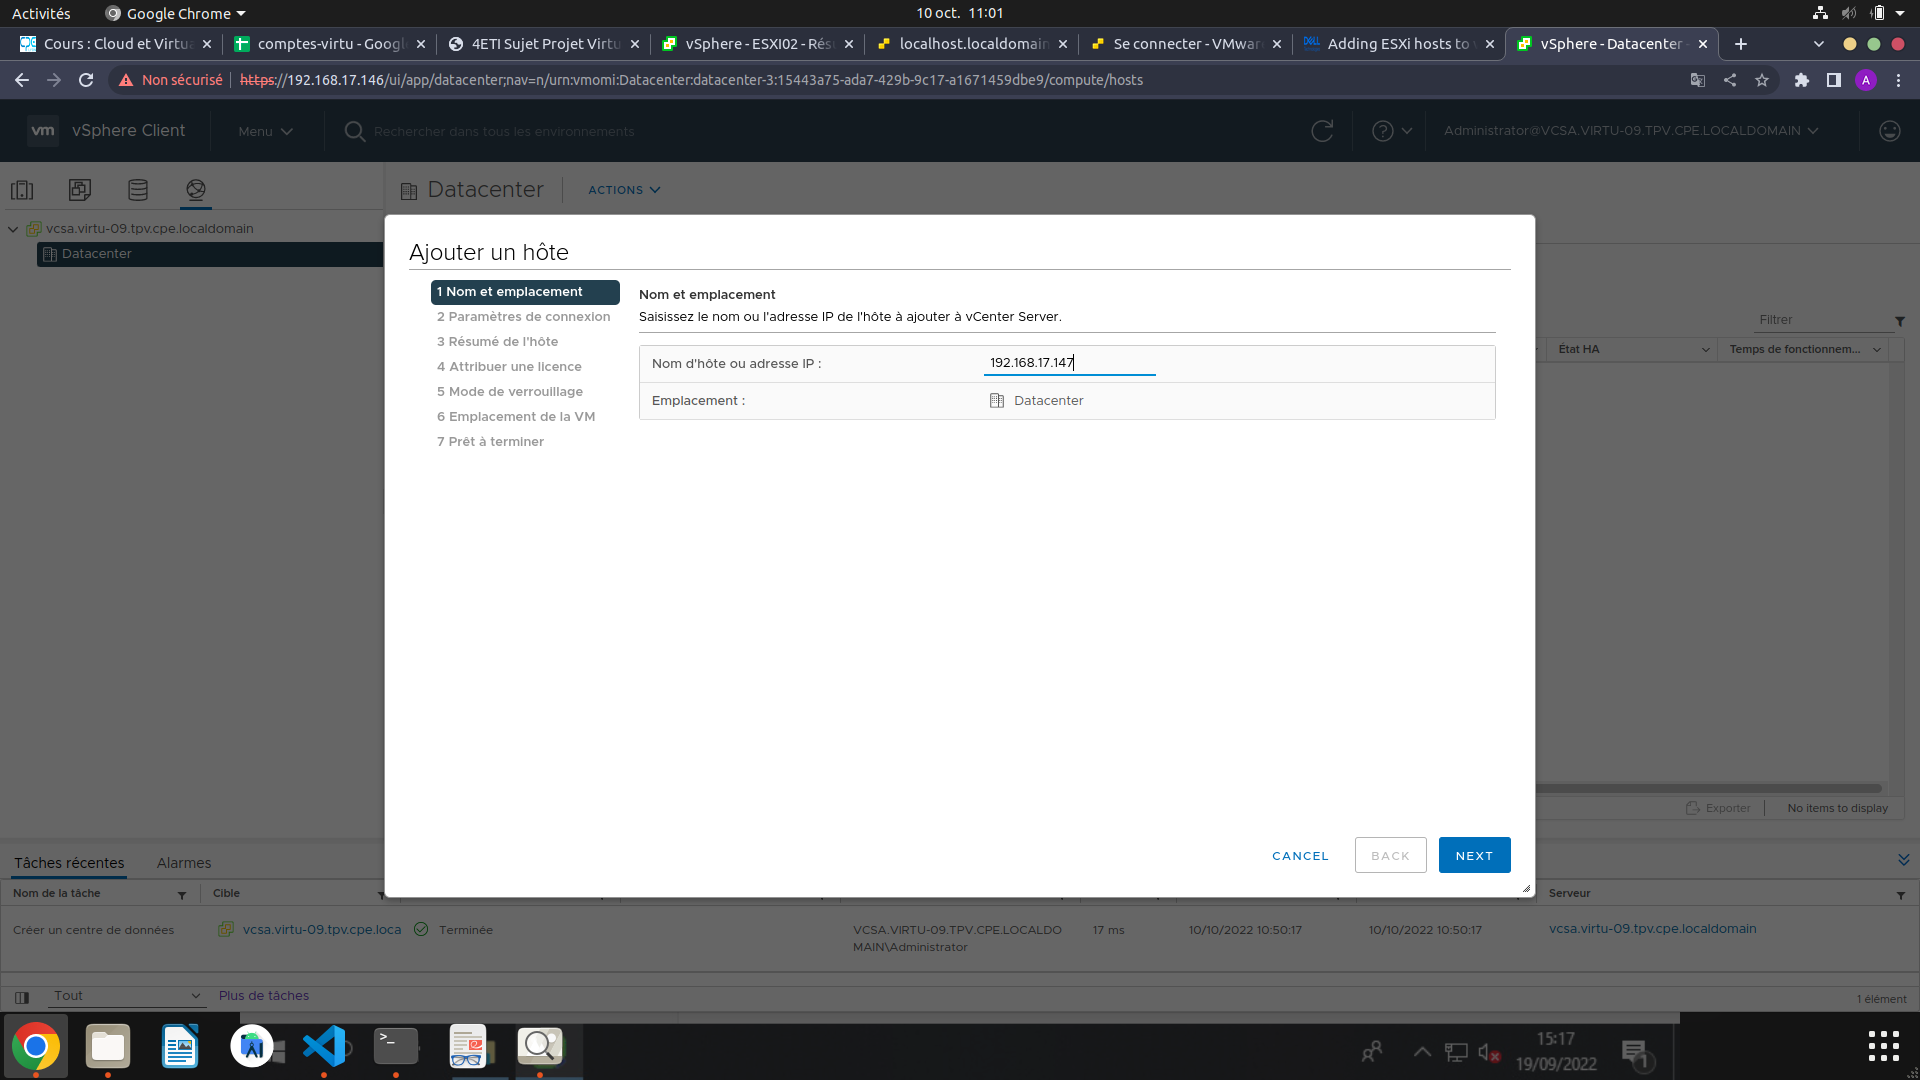 Activités
Google Chrome
10 oct. 11:01
Cours : Cloud et Virtua
comptes-virtu - Googl
4ETI Sujet Projet Virtu
vSphere - ESXI02 - Rés
localhost.localdomain
Se connecter - VMwar
DELL
Adding ESXi hosts to v
vSphere - Datacenter -
Non sécurisé
https://192.168.17.146/ui/app/datacenter;nav=n/urn:vmomi:Datacenter:datacenter-3:15443a75-ada7-429b-9c17-a1671459dbe9/compute/hosts
A
vm
vSphere Client
Menu
Rechercher dans tous les environnements
Administrator@VCSA.VIRTU-09.TPV.CPE.LOCALDOMAIN
vcsa.virtu-09.tpv.cpe.localdomain
Datacenter
Datacenter
ACTIONS
Filtrer
État HA
Temps de fonctionnem...
Exporter
No items to display
Ajouter un hôte
1 Nom et emplacement
2 Paramètres de connexion
3 Résumé de l'hôte
4 Attribuer une licence
5 Mode de verrouillage
6 Emplacement de la VM
7 Prêt à terminer
Nom et emplacement
Saisissez le nom ou l'adresse IP de l'hôte à ajouter à vCenter Server.
Nom d'hôte ou adresse IP :
192.168.17.147
Emplacement :
Datacenter
CANCEL
BACK
NEXT
Tâches récentes
Alarmes
Nom de la tâche
Cible
Serveur
Créer un centre de données
vcsa.virtu-09.tpv.cpe.loca
Terminée
VCSA.VIRTU-09.TPV.CPE.LOCALDO
MAIN\Administrator
17 ms
10/10/2022 10:50:17
10/10/2022 10:50:17
vcsa.virtu-09.tpv.cpe.localdomain
Tout
Plus de tâches
1 élément
AI
>_
15:17
19/09/2022
1